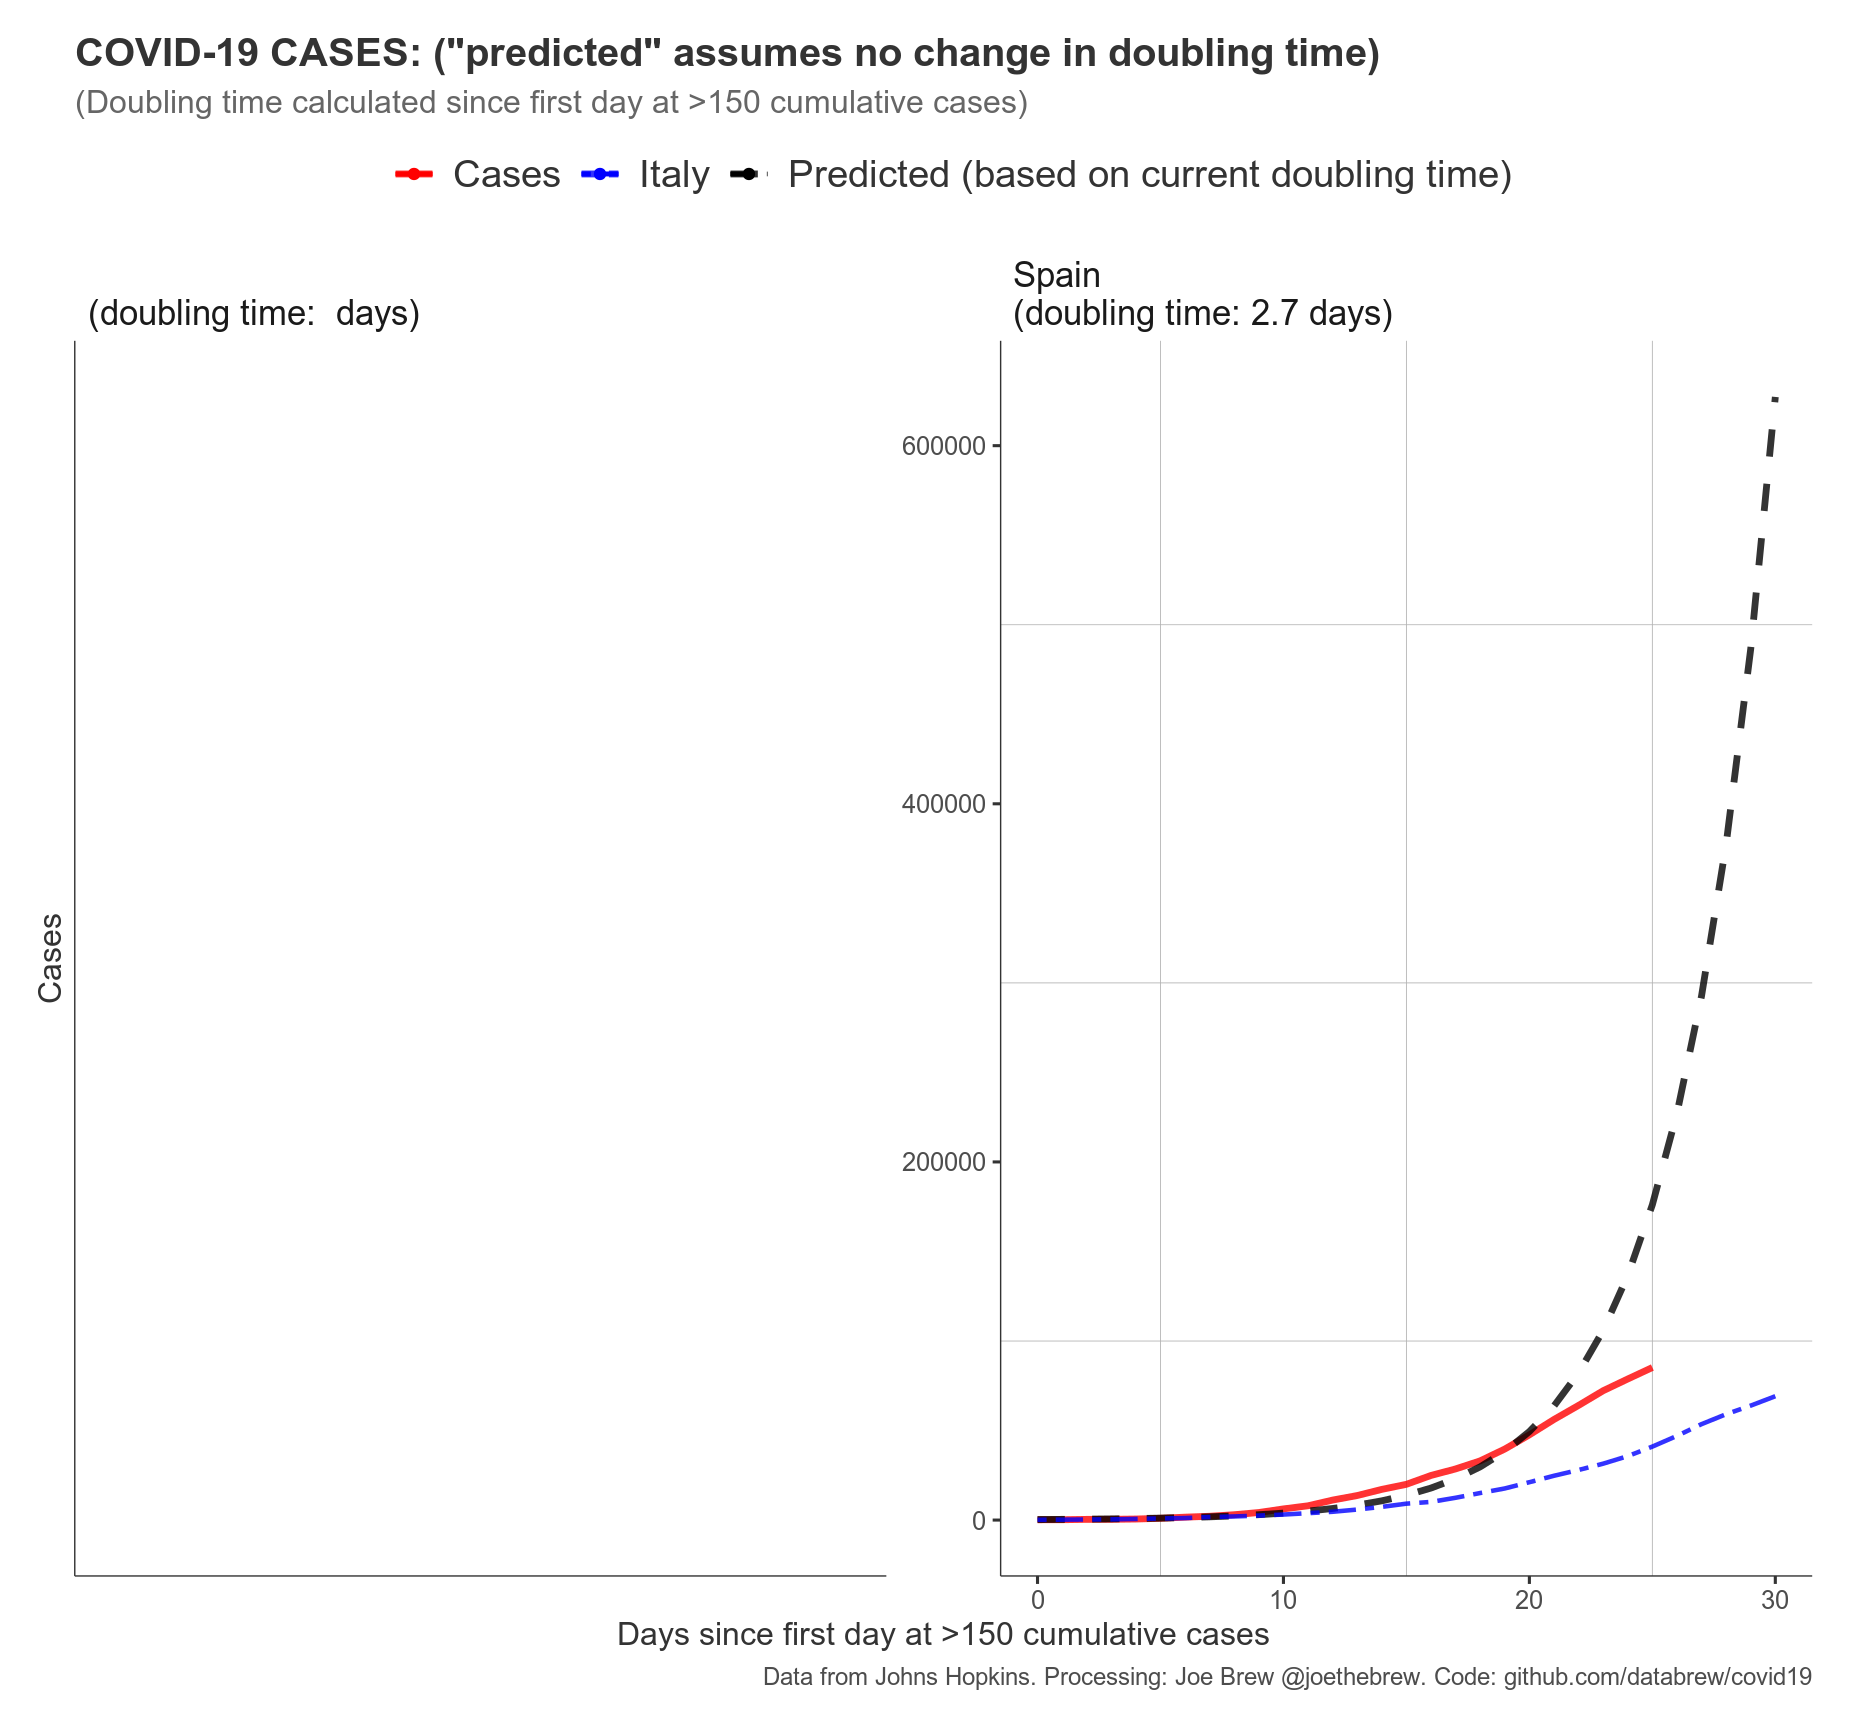 COVID-19 CASES: ("predicted" assumes no change in doubling time)
(Doubling time calculated since first day at >150 cumulative cases)
Cases Italy Predicted (based on current doubling time)
(doubling time:  days)
Spain
(doubling time: 2.7 days)
Cases
600000
400000
200000
0
0 10 20 30
Days since first day at >150 cumulative cases
Data from Johns Hopkins. Processing: Joe Brew @joethebrew. Code: github.com/databrew/covid19